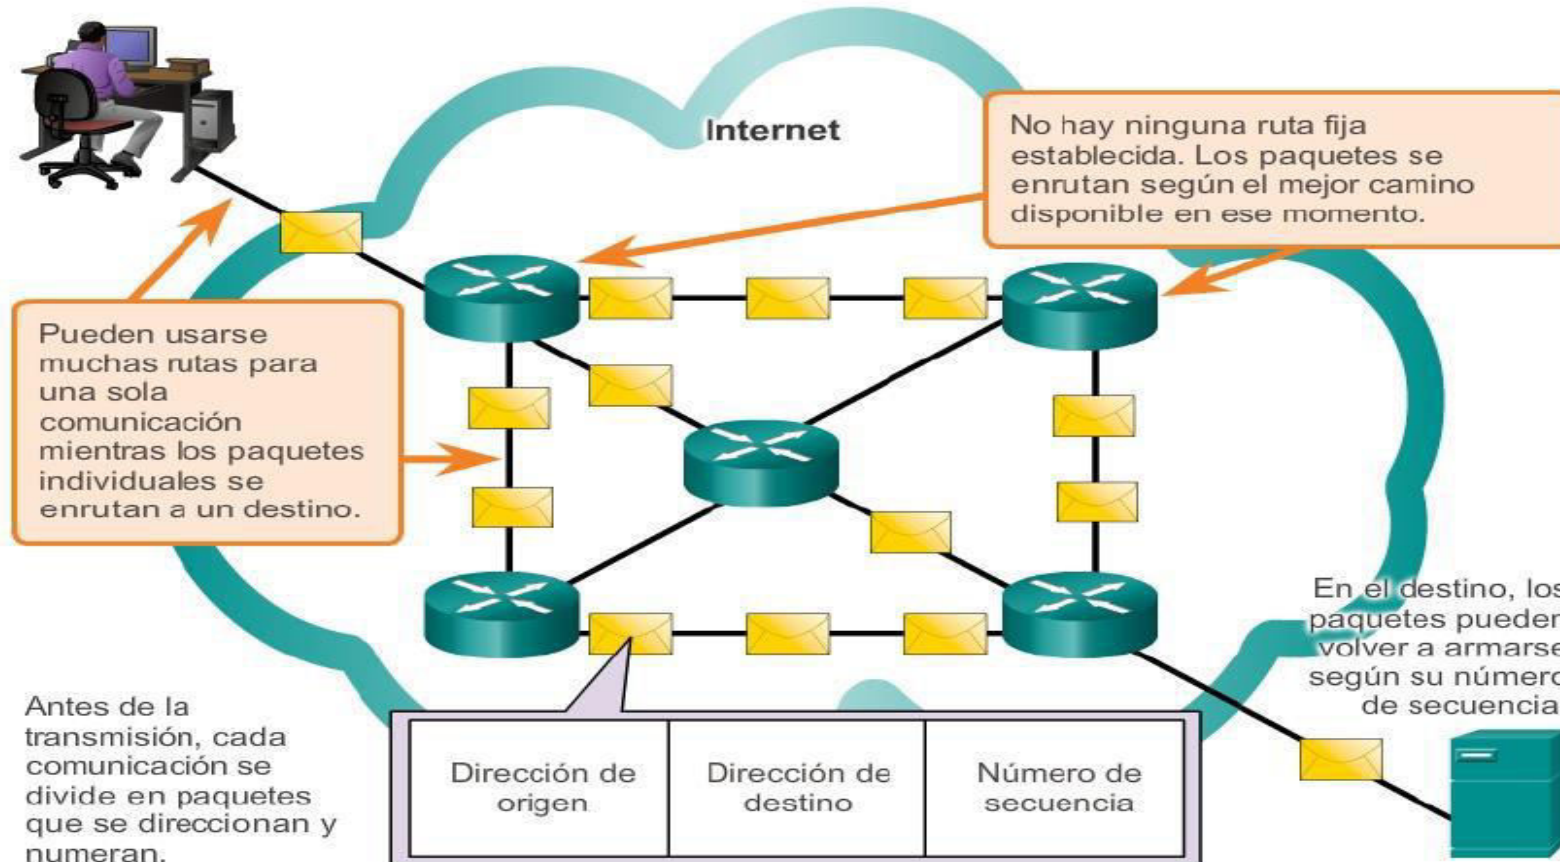 Internet
No hay ninguna ruta fija
establecida. Los paquetes se
enrutan según el mejor camino
disponible en ese momento.
Pueden usarse
muchas rutas para
una sola
comunicación
mientras los paquetes
individuales se
enrutan a un destino.
En el destino, los
paquetes pueden
volver a armarse
según su número
de secuencia
Antes de la
transmisión, cada
comunicación se
divide en paquetes
que se direccionan y
numeran.
Dirección de
origen
Dirección de
destino
Número de
secuencia